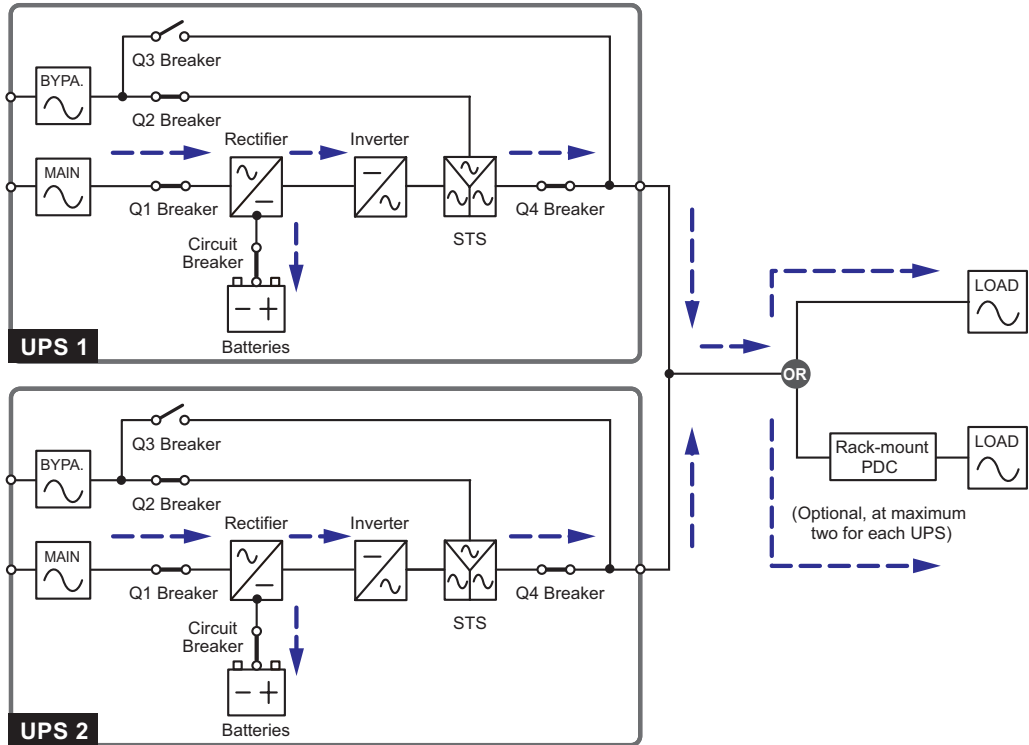 Q3 Breaker
BYPA.
Q2 Breaker
Rectifier
Inverter
MAIN
Q1 Breaker
Q4 Breaker
STS
Circuit
Breaker
Batteries
UPS 1
LOAD
OR
Rack-mount
PDC
LOAD
(Optional, at maximum
two for each UPS)
Q3 Breaker
BYPA.
Q2 Breaker
Rectifier
Inverter
MAIN
Q1 Breaker
Q4 Breaker
STS
Circuit
Breaker
Batteries
UPS 2